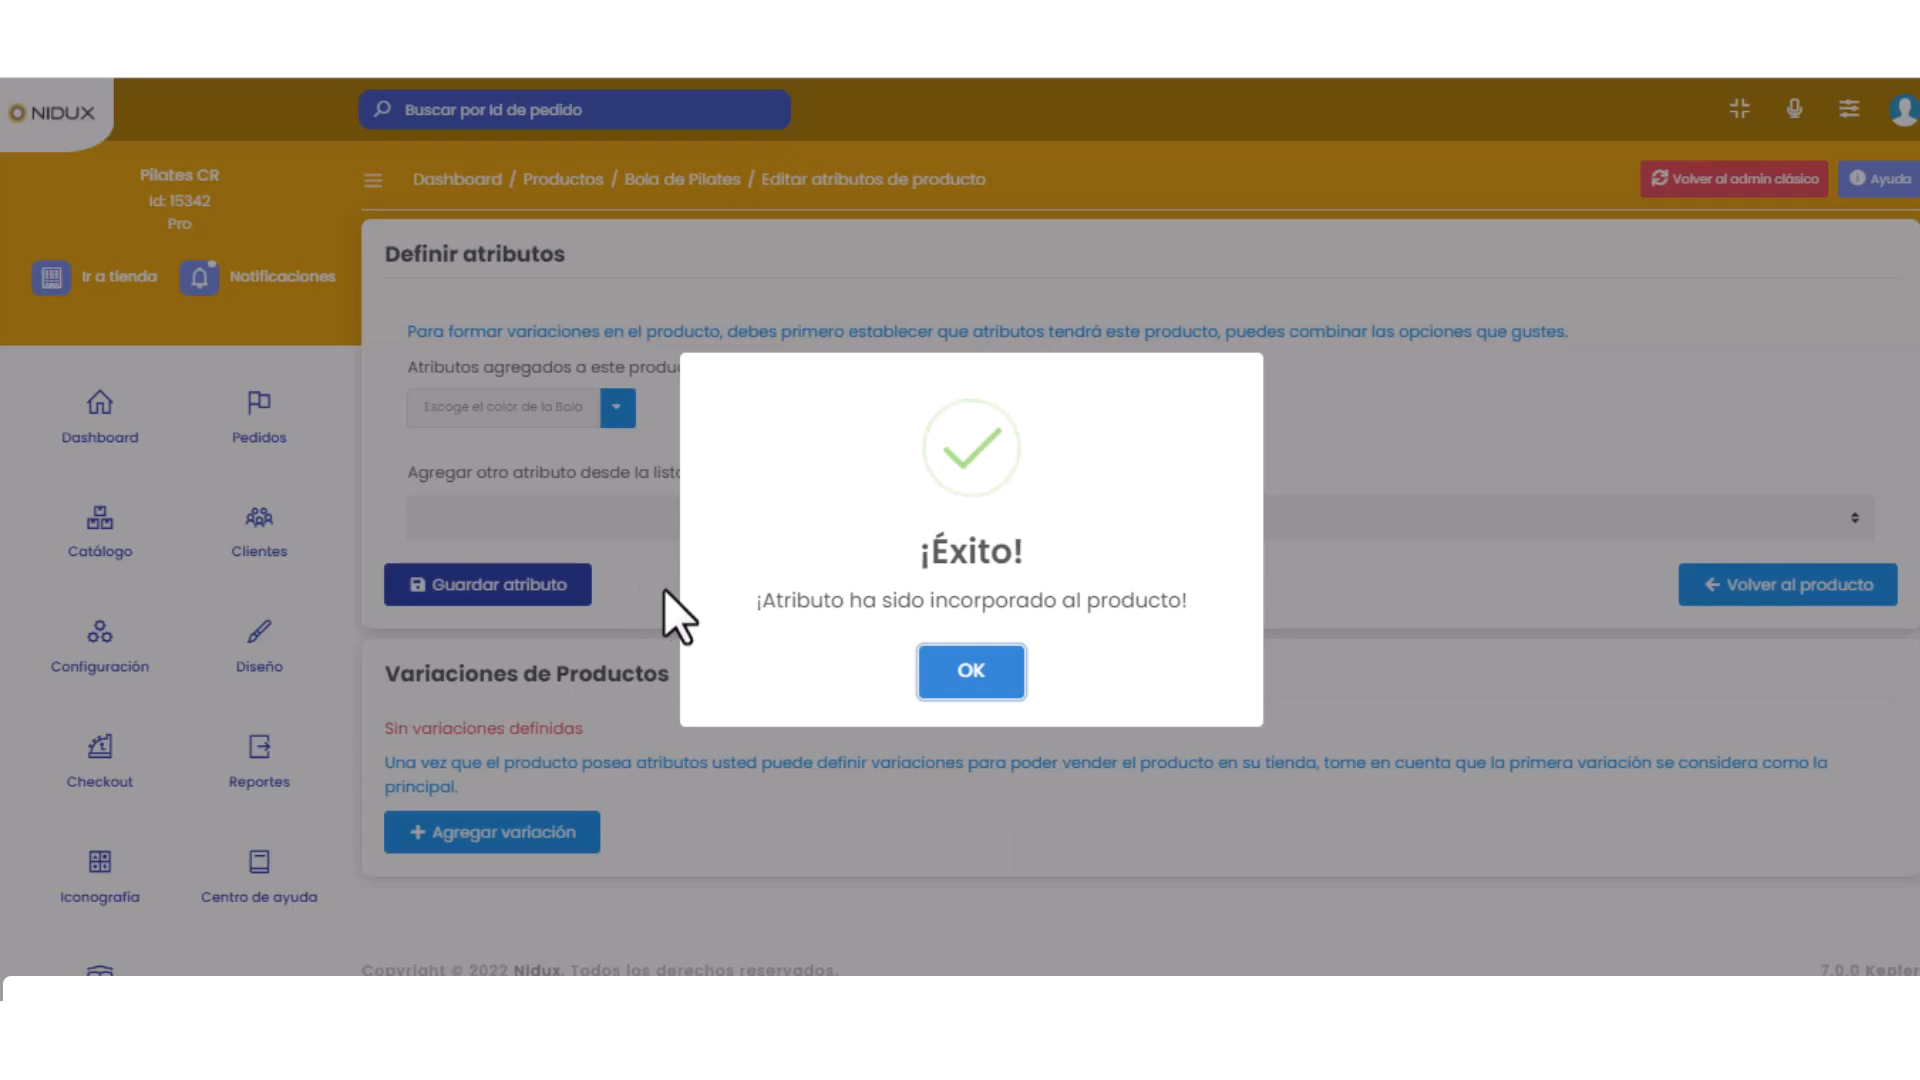 NIDUX
Buscar por Id de pedido
Pilates CR
Id: 15342
Pro
Ir a tienda
Notificaciones
Dashboard / Productos / Bola de Pilates / Editar atributos de producto
Volver al admin clásico
Ayuda
Definir atributos
Para formar variaciones en el producto, debes primero establecer que atributos tendrá este producto, puedes combinar las opciones que gustes.
Atributos agregados a este produc
Escoge el color de la Bola
Agregar otro atributo desde la lista
Guardar atributo
Volver al producto
¡Éxito!
¡Atributo ha sido incorporado al producto!
OK
Variaciones de Productos
Sin variaciones definidas
Una vez que el producto posea atributos usted puede definir variaciones para poder vender el producto en su tienda, tome en cuenta que la primera variación se considera como la
principal.
Agregar variación
Dashboard
Pedidos
Catálogo
Clientes
Configuración
Diseño
Checkout
Reportes
Iconografía
Centro de ayuda
Copyright © 2022 Nidux. Todos los derechos reservados.
7.0.0 Kepler